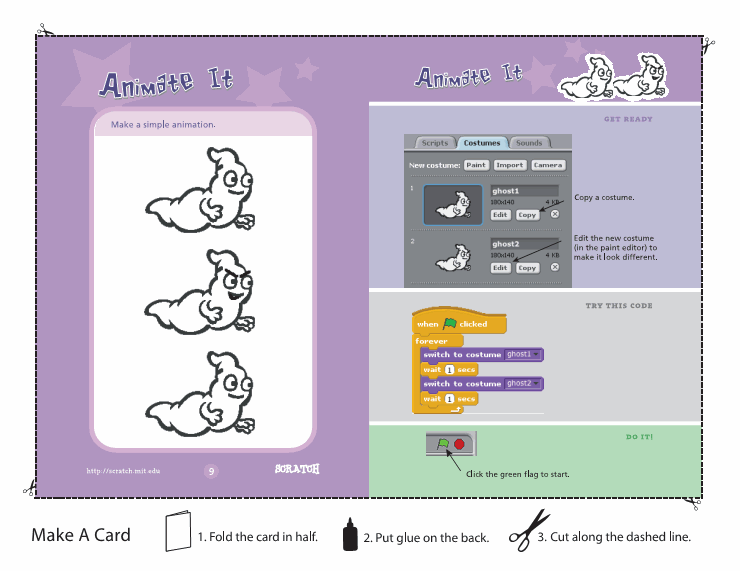 Animate It
Make a simple animation.
http://scratch.mit.edu
9
SCRATCH
Animate It
GET READY
Scripts Costumes Sounds
New costume: Paint Import Camera
1
ghost1
180x140 4 KB
Edit Copy
Copy a costume.
2
ghost2
180x140 4 KB
Edit Copy
Edit the new costume
(in the paint editor) to
make it look different.
TRY THIS CODE
when clicked
forever
switch to costume ghost1
wait 1 secs
switch to costume ghost2
wait 1 secs
DO IT!
Click the green flag to start.
Make A Card
1. Fold the card in half.
2. Put glue on the back.
3. Cut along the dashed line.